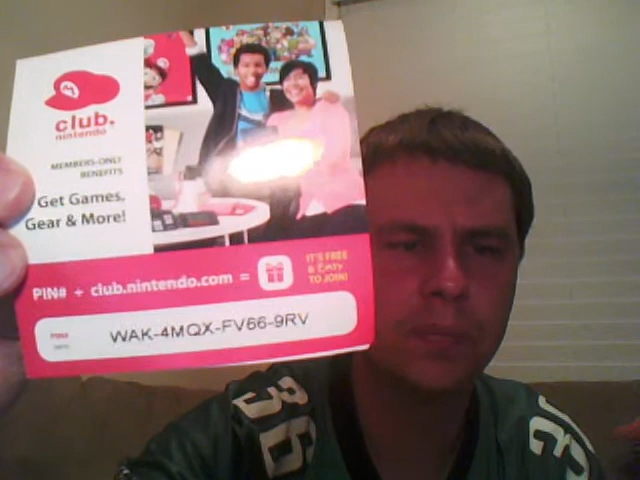 club.
nintendo
MEMBERS-ONLY
BENEFITS
Get Games,
Gear & More!
PIN# + club.nintendo.com =
IT'S FREE
& Easy
TO JOIN!
WAK-4MQX-FV66-9RV
36